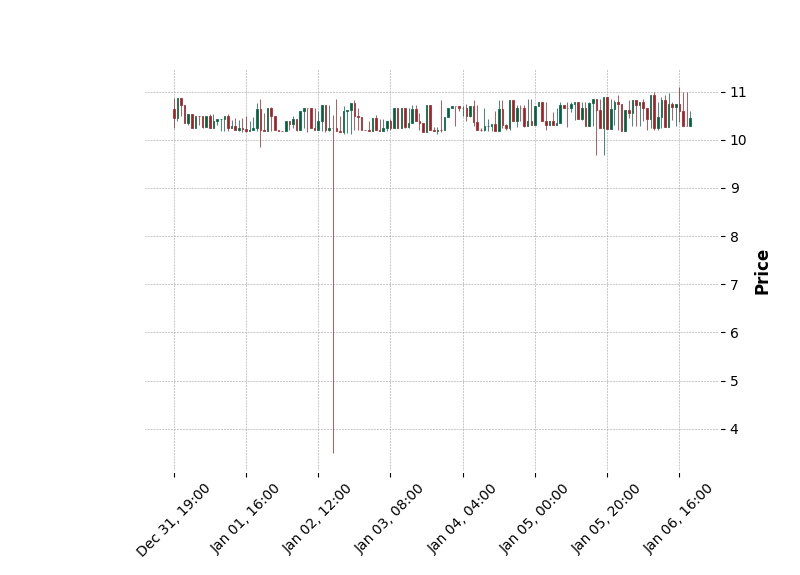 11
10
9
8
7
6
5
4
Price
Dec 31, 19:00
Jan 01, 16:00
Jan 02, 12:00
Jan 03, 08:00
Jan 04, 04:00
Jan 05, 00:00
Jan 05, 20:00
Jan 06, 16:00